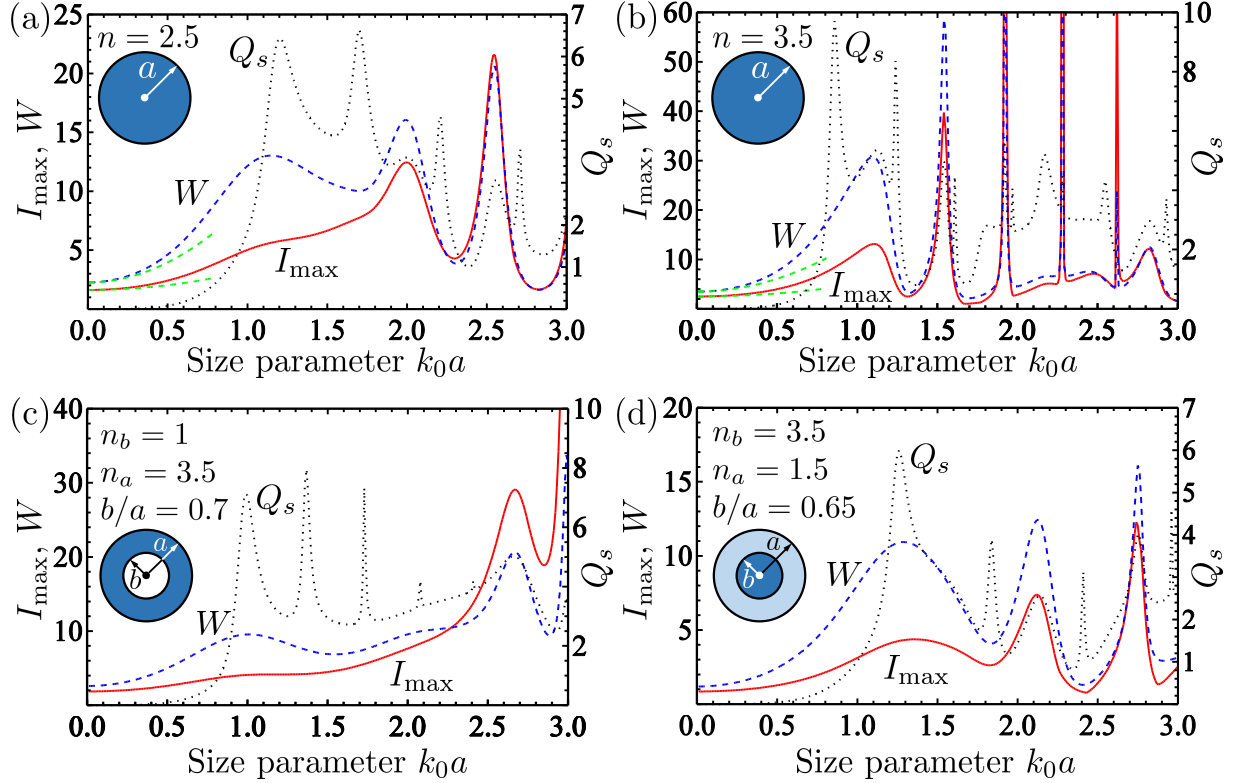 (a)
n = 2.5
a
Q_s
W
I_max
I_max, W
25
20
15
10
5
7
6
5
4
2
1
Q_s
0.0 0.5 1.0 1.5 2.0 2.5 3.0
Size parameter k_0a
(b)
n = 3.5
a
Q_s
W
I_max
I_max, W
60
50
40
30
20
10
10
8
2
Q_s
0.0 0.5 1.0 1.5 2.0 2.5 3.0
Size parameter k_0a
(c)
n_b = 1
n_a = 3.5
b/a = 0.7
a
b
Q_s
W
I_max
I_max, W
40
30
20
10
10
8
6
4
2
Q_s
0.0 0.5 1.0 1.5 2.0 2.5 3.0
Size parameter k_0a
(d)
n_b = 3.5
n_a = 1.5
b/a = 0.65
a
b
Q_s
W
I_max
I_max, W
20
15
10
5
7
6
5
4
2
1
Q_s
0.0 0.5 1.0 1.5 2.0 2.5 3.0
Size parameter k_0a